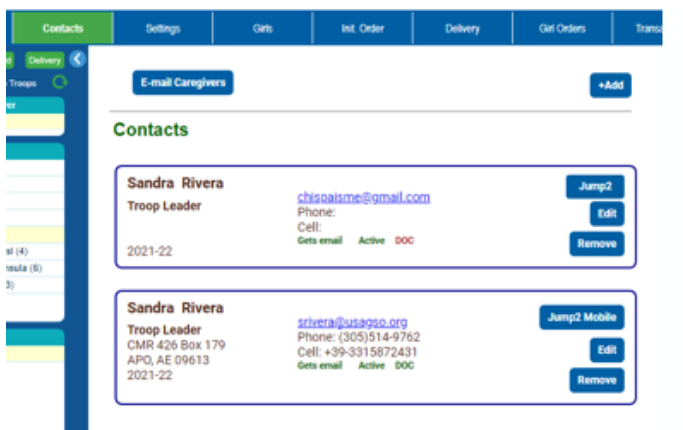 Contacts Settings Girls Init. Order Delivery Girl Orders Transa
Delivery
Troops
E-mail Caregivers
+Add
Contacts
Sandra Rivera
Troop Leader
2021-22
chispaisme@gmail.com
Phone:
Cell:
Gets email Active DOC
Jump2
Edit
Remove
(4)
nsula (6)
3)
Sandra Rivera
Troop Leader
CMR 426 Box 179
APO, AE 09613
2021-22
srivera@usagso.org
Phone: (305)514-9762
Cell: +39-3315872431
Gets email Active DOC
Jump2 Mobile
Edit
Remove